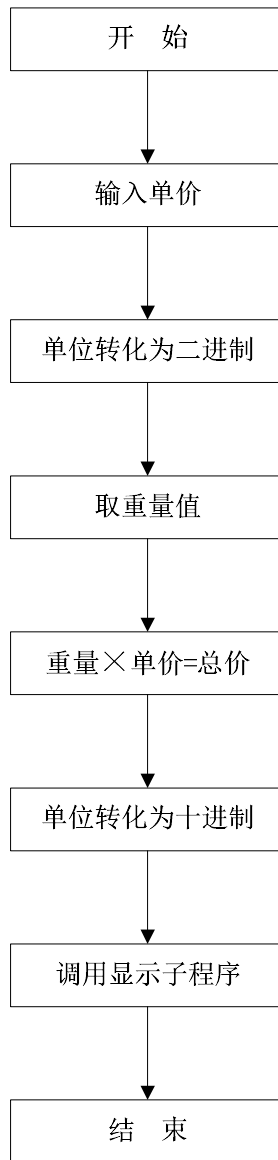 开 始
输入单价
单位转化为二进制
取重量值
重量×单价=总价
单位转化为十进制
调用显示子程序
结 束